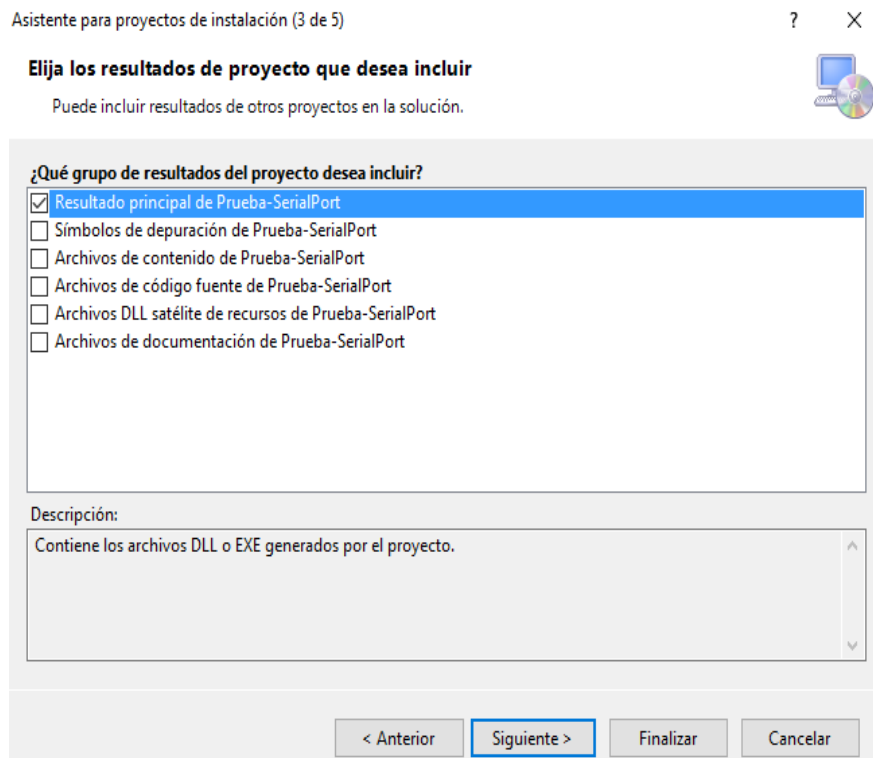 Asistente para proyectos de instalación (3 de 5)
?
Elija los resultados de proyecto que desea incluir
Puede incluir resultados de otros proyectos en la solución.
¿Qué grupo de resultados del proyecto desea incluir?
Resultado principal de Prueba-SerialPort
Símbolos de depuración de Prueba-SerialPort
Archivos de contenido de Prueba-SerialPort
Archivos de código fuente de Prueba-SerialPort
Archivos DLL satélite de recursos de Prueba-SerialPort
Archivos de documentación de Prueba-SerialPort
Descripción:
Contiene los archivos DLL o EXE generados por el proyecto.
< Anterior
Siguiente >
Finalizar
Cancelar